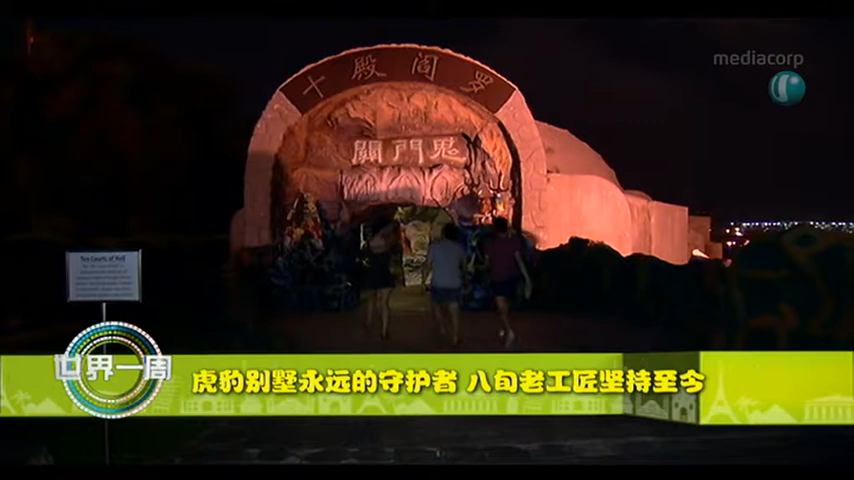 mediacorp
十殿阎罗
鬼門關
Ten Courts of Hell
世界一周
虎豹别墅永远的守护者 八旬老工匠坚持至今